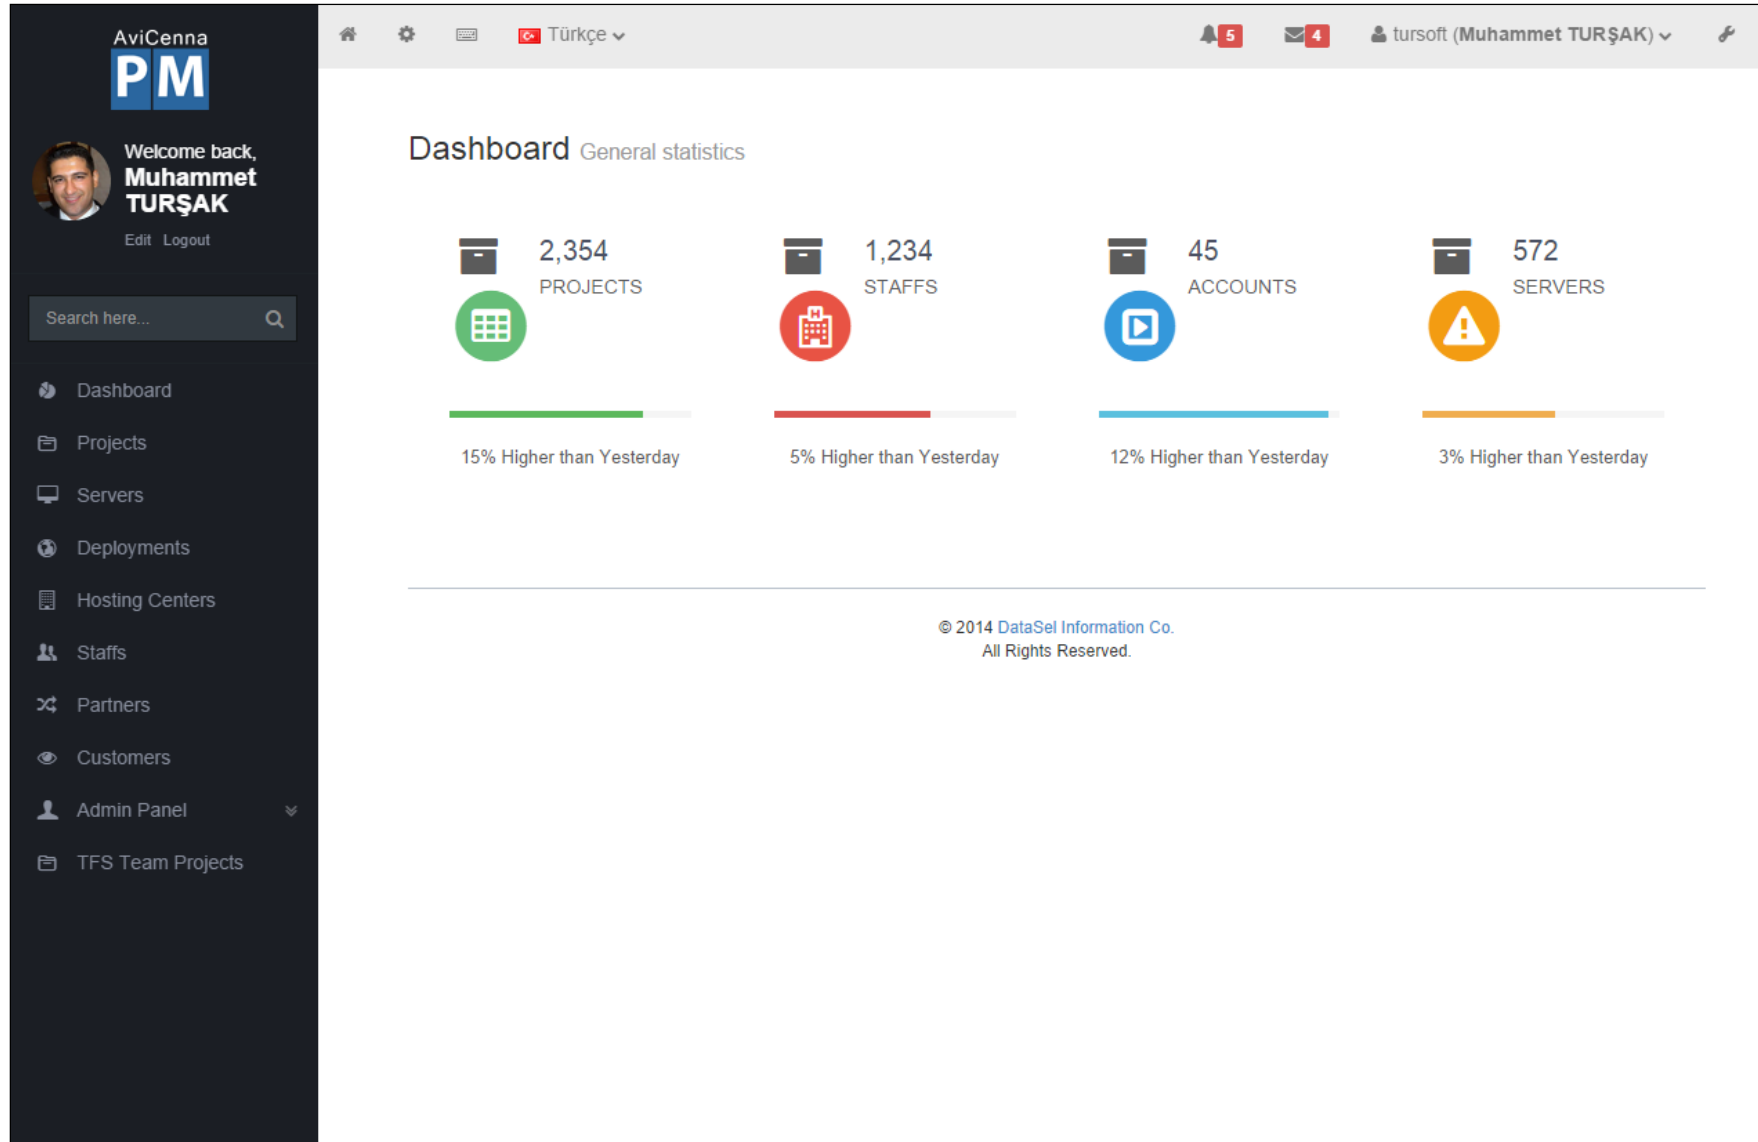 AviCenna
PM
Welcome back,
Muhammet
TURŞAK
Edit Logout
Search here...
Dashboard
Projects
Servers
Deployments
Hosting Centers
Staffs
Partners
Customers
Admin Panel
TFS Team Projects
Türkçe
5
4
tursoft (Muhammet TURŞAK)
Dashboard General statistics
2,354
PROJECTS
15% Higher than Yesterday
1,234
STAFFS
H
5% Higher than Yesterday
45
ACCOUNTS
12% Higher than Yesterday
572
SERVERS
3% Higher than Yesterday
© 2014 DataSel Information Co.
All Rights Reserved.